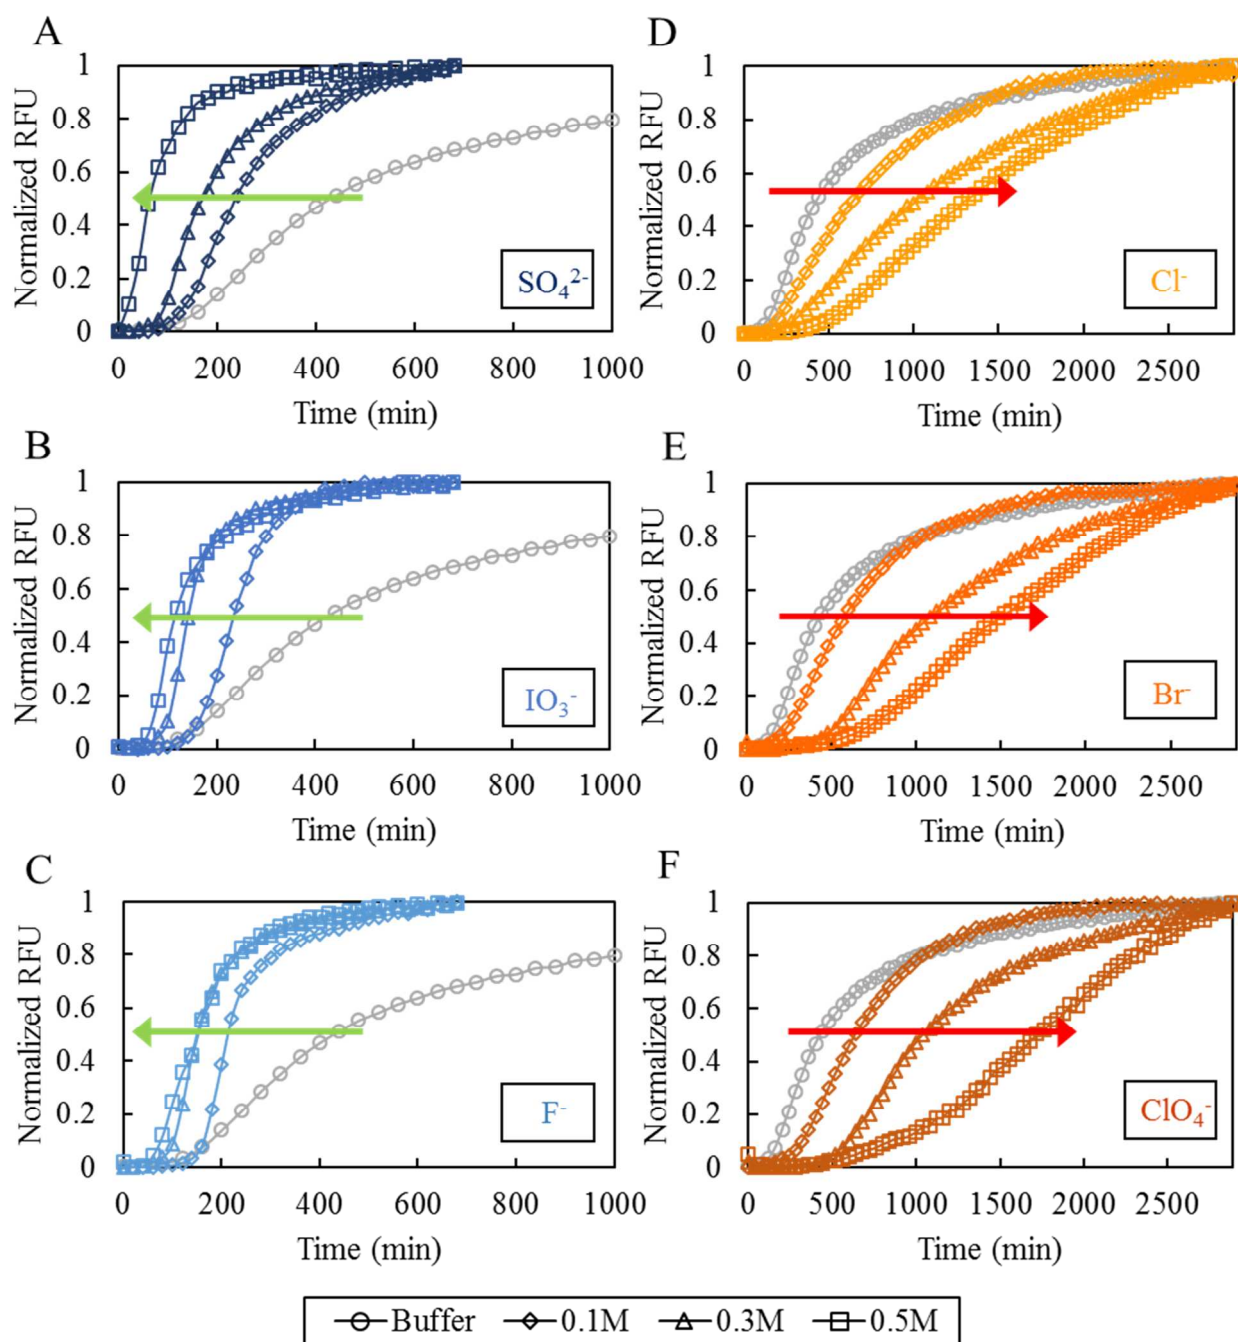 A
1
0.8
0.6
0.4
0.2
0
Normalized RFU
SO₄²⁻
0 200 400 600 800 1000
Time (min)
D
1
0.8
0.6
0.4
0.2
0
Normalized RFU
Cl⁻
0 500 1000 1500 2000 2500
Time (min)
B
1
0.8
0.6
0.4
0.2
0
Normalized RFU
IO₃⁻
0 200 400 600 800 1000
Time (min)
E
1
0.8
0.6
0.4
0.2
0
Normalized RFU
Br⁻
0 500 1000 1500 2000 2500
Time (min)
C
1
0.8
0.6
0.4
0.2
0
Normalized RFU
F⁻
0 200 400 600 800 1000
Time (min)
F
1
0.8
0.6
0.4
0.2
0
Normalized RFU
ClO₄⁻
0 500 1000 1500 2000 2500
Time (min)
Buffer 0.1M 0.3M 0.5M